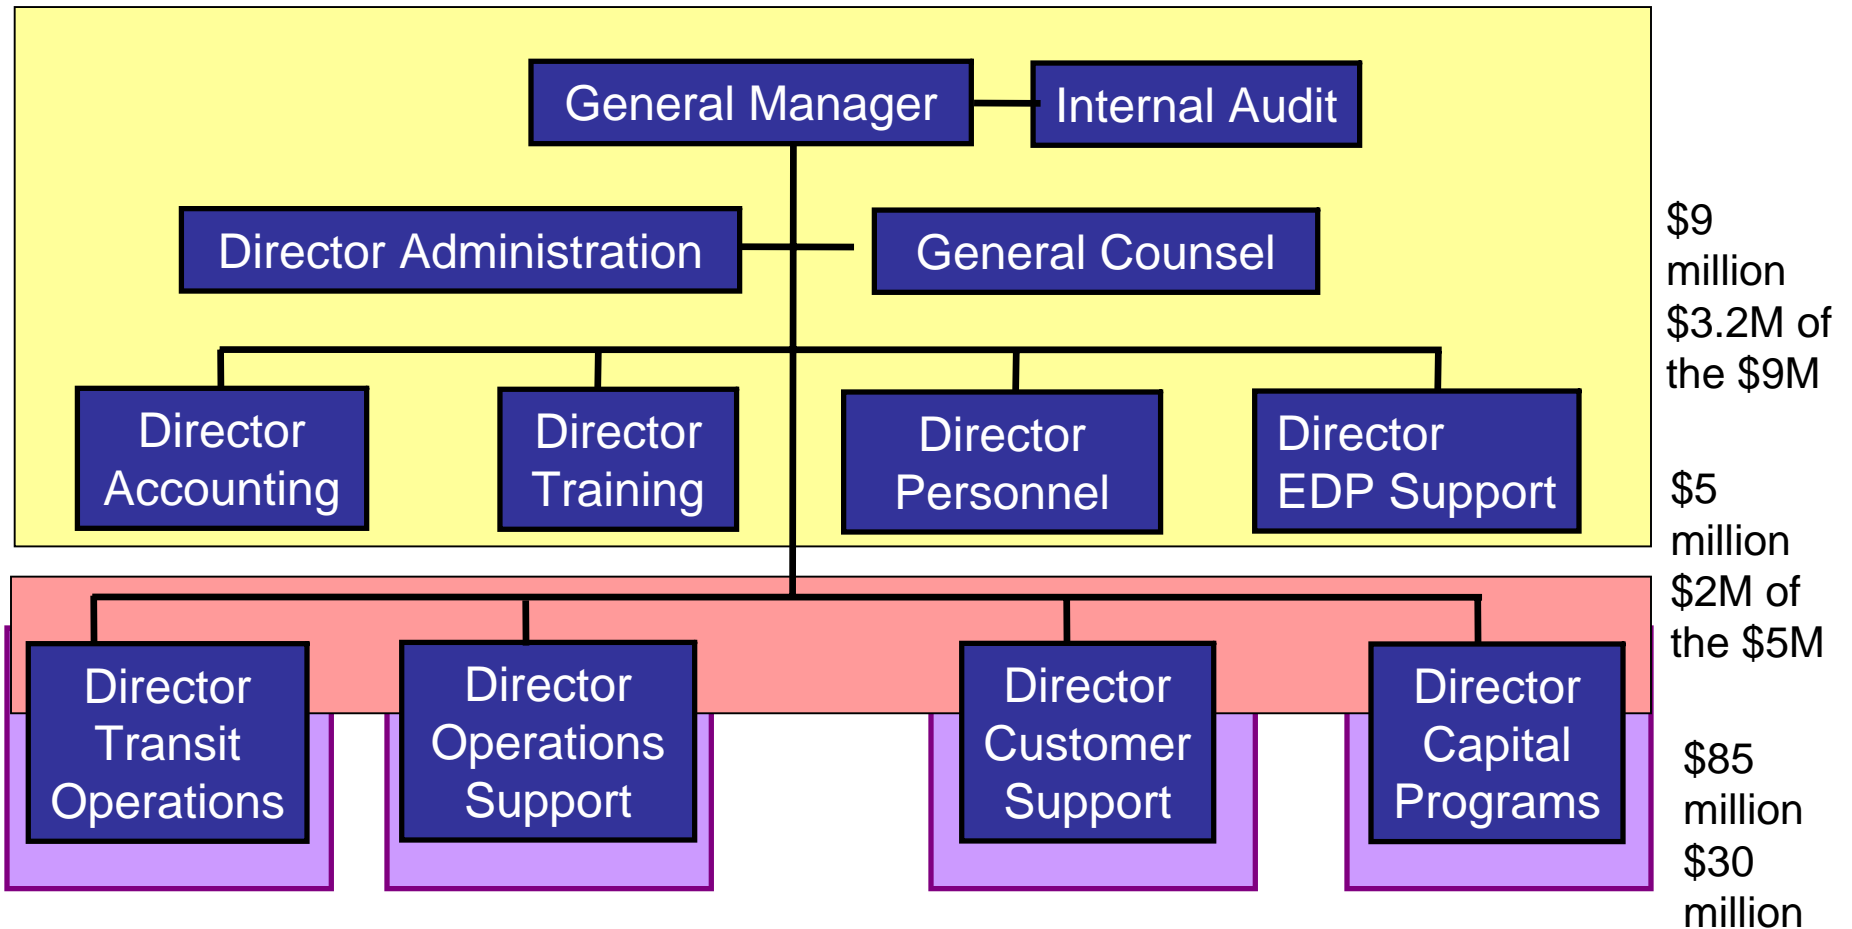 General Manager
Internal Audit
Director Administration
General Counsel
$9
million
$3.2M of
the $9M
Director
Accounting
Director
Training
Director
Personnel
Director
EDP Support
$5
million
$2M of
the $5M
Director
Transit
Operations
Director
Operations
Support
Director
Customer
Support
Director
Capital
Programs
$85
million
$30
million